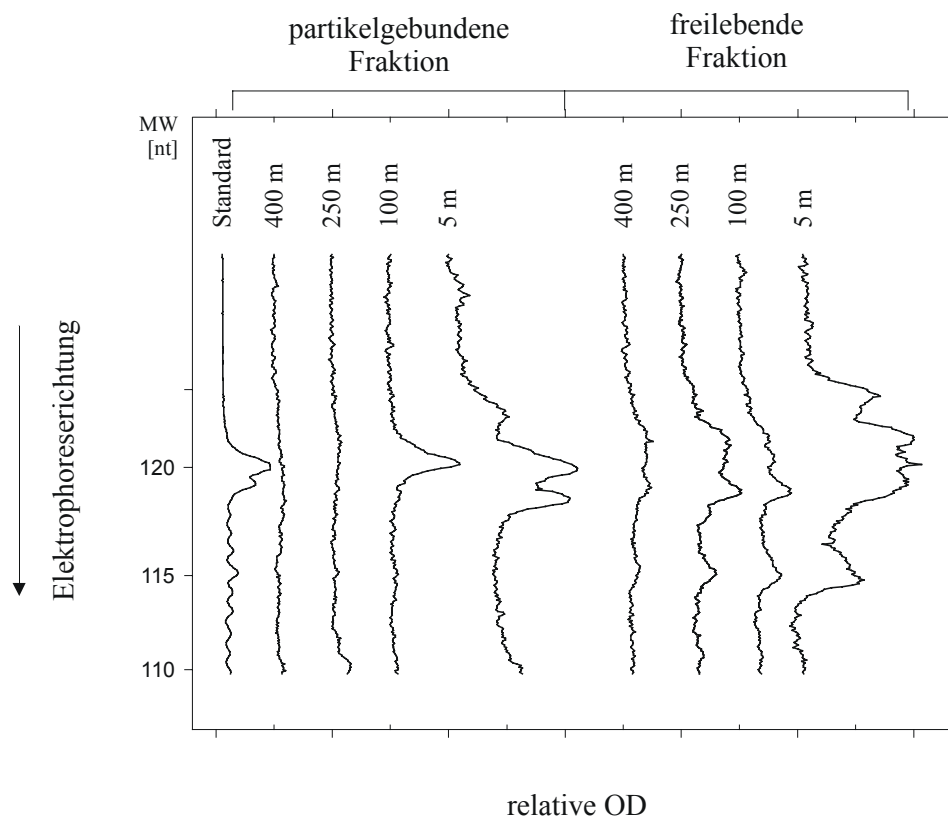 partikelgebundene
Fraktion
freilebende
Fraktion
MW
[nt]
Standard
400 m
250 m
100 m
5 m
400 m
250 m
100 m
5 m
Elektrophoreserichtung
120
115
110
relative OD